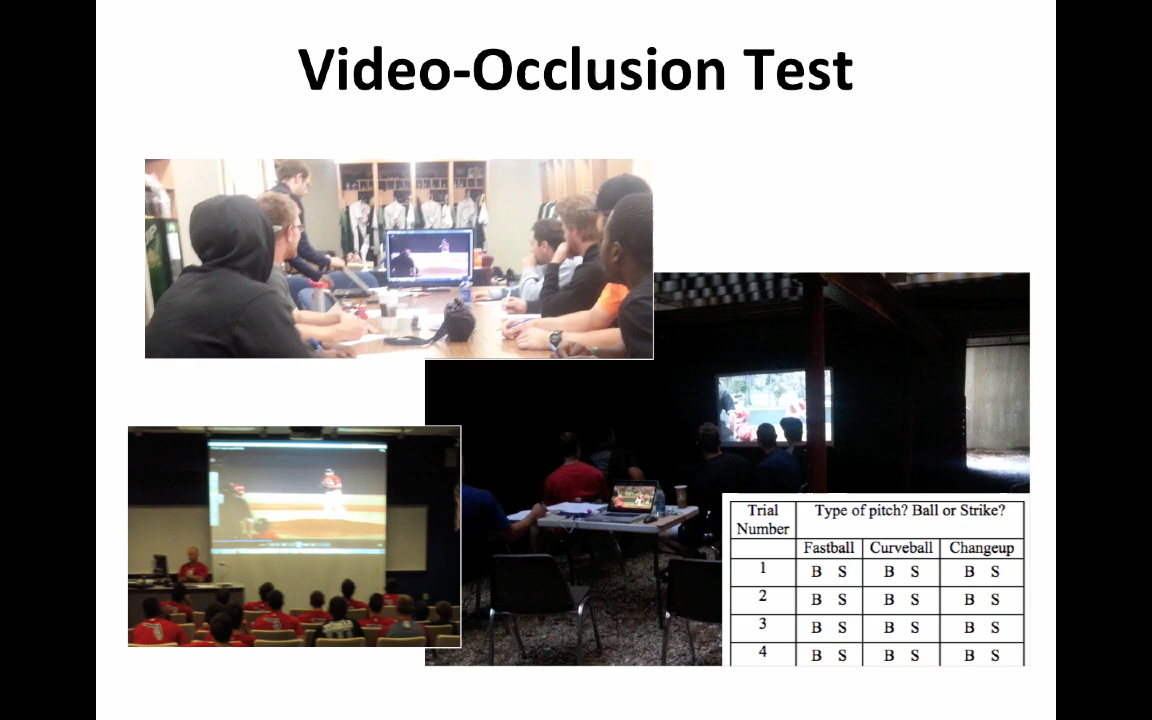 Video-Occlusion Test
Trial Number
Type of pitch? Ball or Strike?
Fastball Curveball Changeup
1 B S B S B S
2 B S B S B S
3 B S B S B S
4 B S B S B S